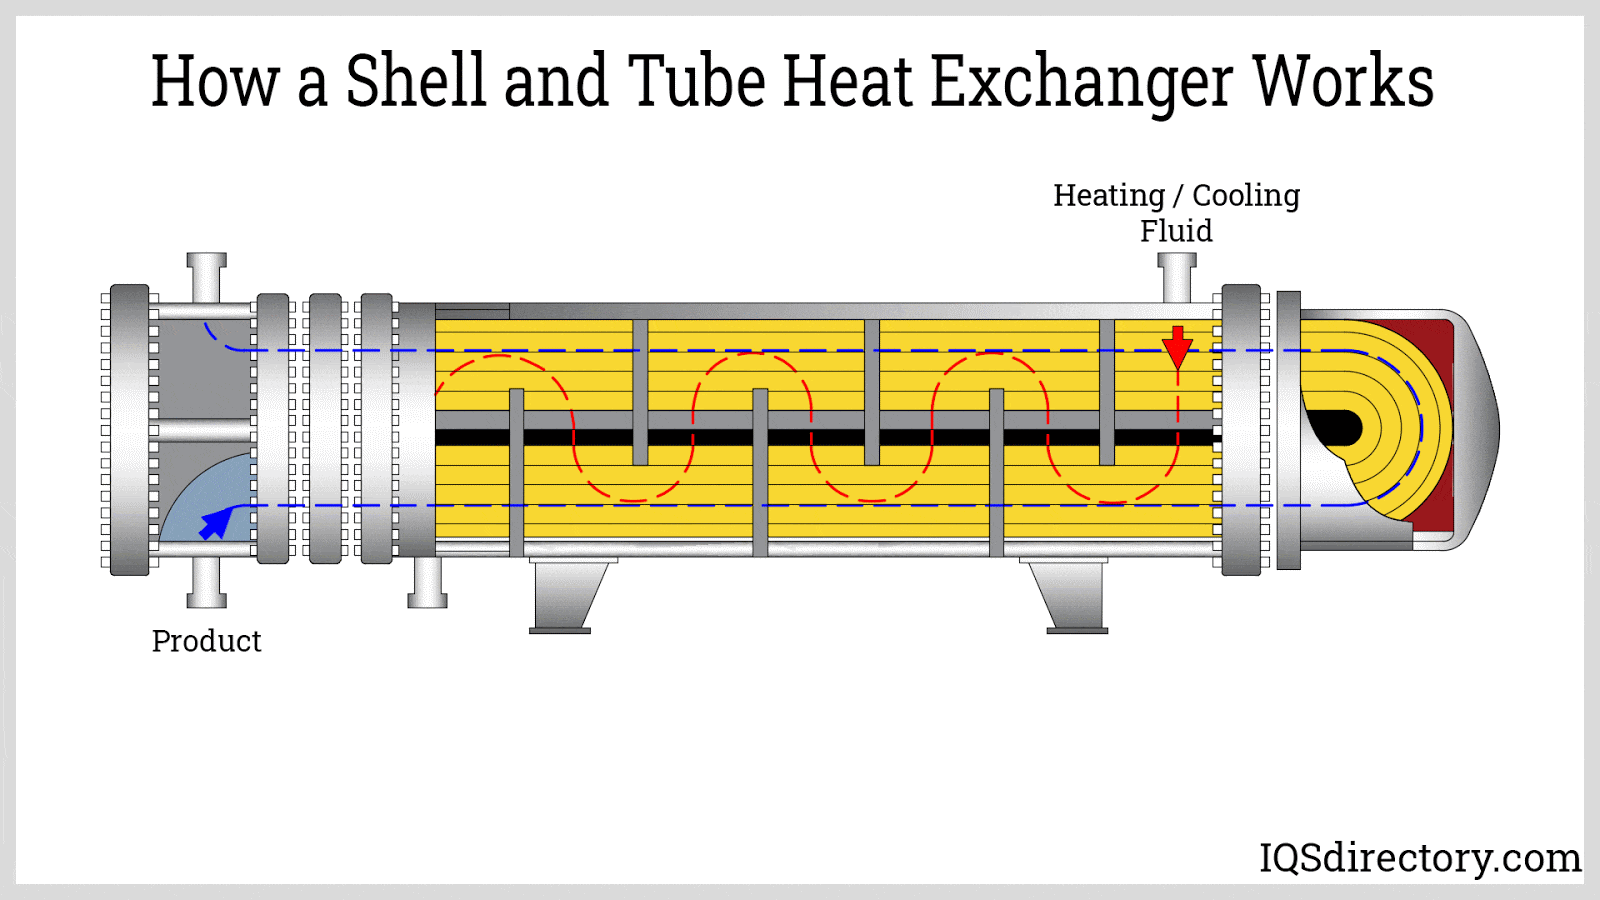 How a Shell and Tube Heat Exchanger Works
Heating / Cooling
Fluid
Product
IQSdirectory.com